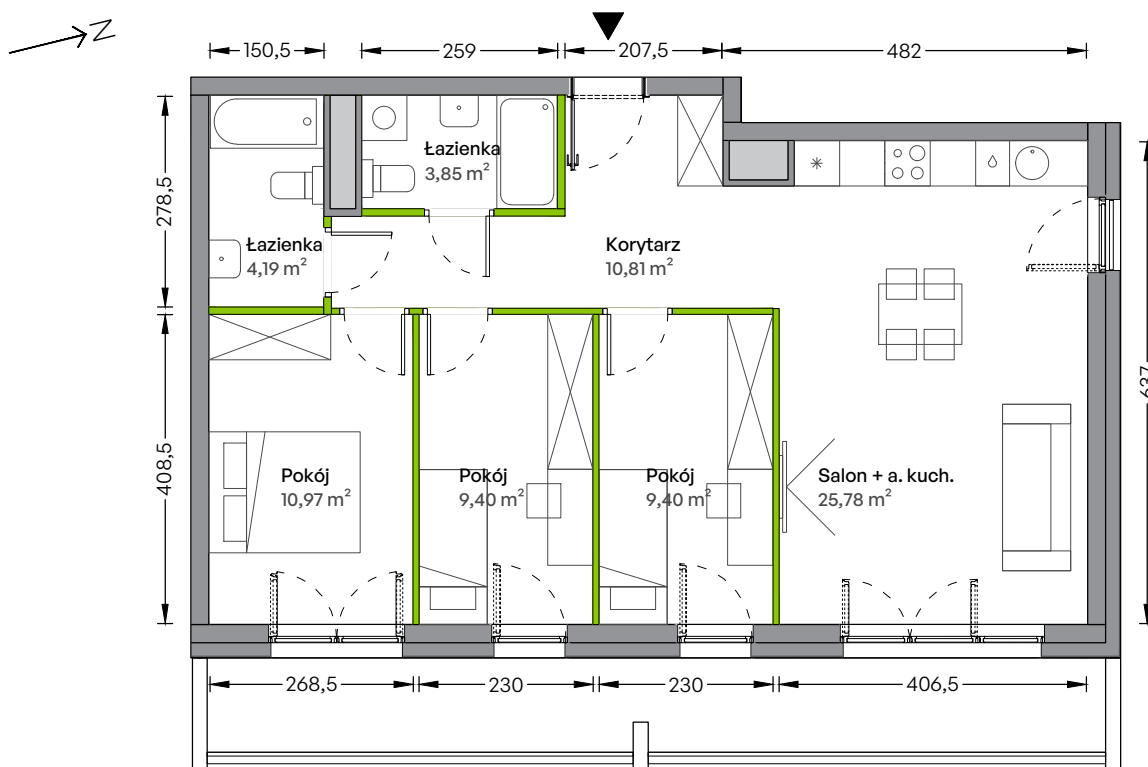 N
150,5
259
207,5
482
278,5
Łazienka
3,85 m²
Łazienka
4,19 m²
Korytarz
10,81 m²
637
408,5
Pokój
10,97 m²
Pokój
9,40 m²
Pokój
9,40 m²
Salon + a. kuch.
25,78 m²
268,5
230
230
406,5